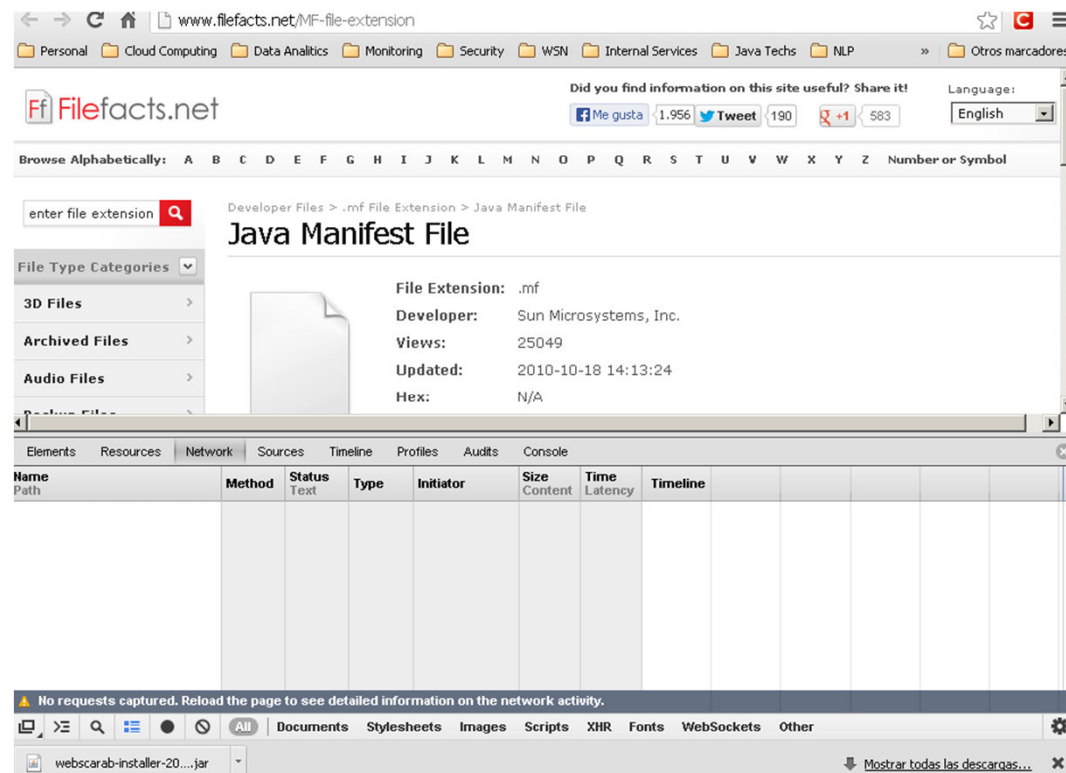 www.filefacts.net/MF-file-extension
Personal Cloud Computing Data Analitics Monitoring Security WSN Internal Services Java Techs NLP » Otros marcadores
Did you find information on this site useful? Share it!
Language:
Ff Filefacts.net
Me gusta 1.956 Tweet 190 +1 583
English
Browse Alphabetically: A B C D E F G H I J K L M N O P Q R S T U V W X Y Z Number or Symbol
enter file extension
Developer Files > .mf File Extension > Java Manifest File
Java Manifest File
File Type Categories
3D Files
Archived Files
Audio Files
Backup Files
File Extension: .mf
Developer: Sun Microsystems, Inc.
Views: 25049
Updated: 2010-10-18 14:13:24
Hex: N/A
Elements Resources Network Sources Timeline Profiles Audits Console
Name Method Status Type Initiator Size Time Timeline
Path Text Content Latency
No requests captured. Reload the page to see detailed information on the network activity.
All Documents Stylesheets Images Scripts XHR Fonts WebSockets Other
webscarab-installer-20....jar
Mostrar todas las descargas...